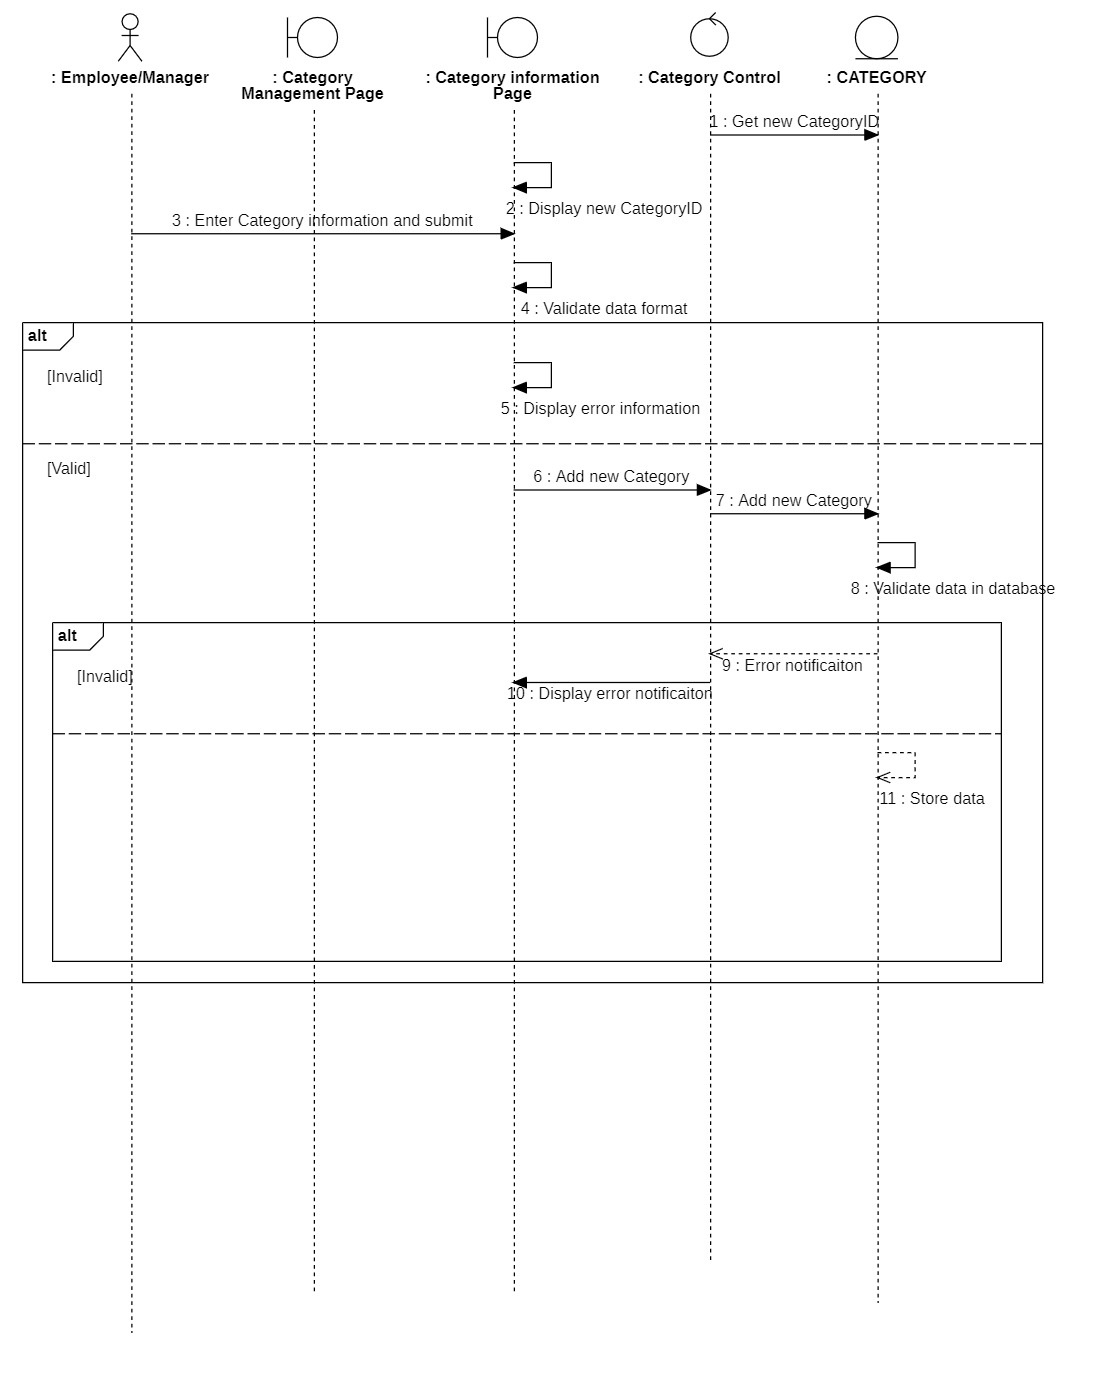 : Employee/Manager
: Category
Management Page
: Category information
Page
: Category Control
: CATEGORY
1 : Get new CategoryID
2 : Display new CategoryID
3 : Enter Category information and submit
4 : Validate data format
alt
[Invalid]
5 : Display error information
[Valid]
6 : Add new Category
7 : Add new Category
8 : Validate data in database
alt
[Invalid]
9 : Error notificaiton
10 : Display error notificaiton
11 : Store data